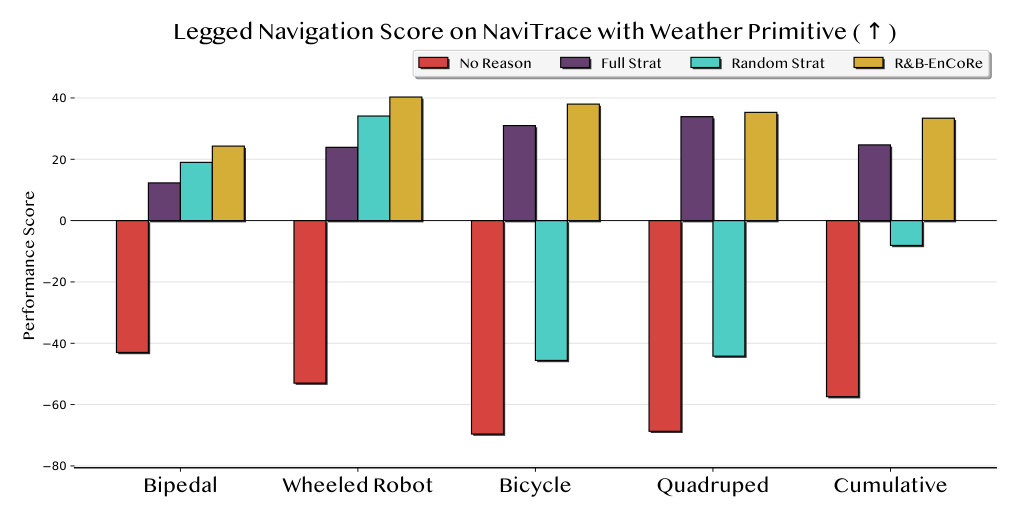 Legged Navigation Score on NaviTrace with Weather Primitive ( ↑ )
No Reason Full Strat Random Strat R&B-EnCoRe
Performance Score
40
20
0
−20
−40
−60
−80
Bipedal Wheeled Robot Bicycle Quadruped Cumulative